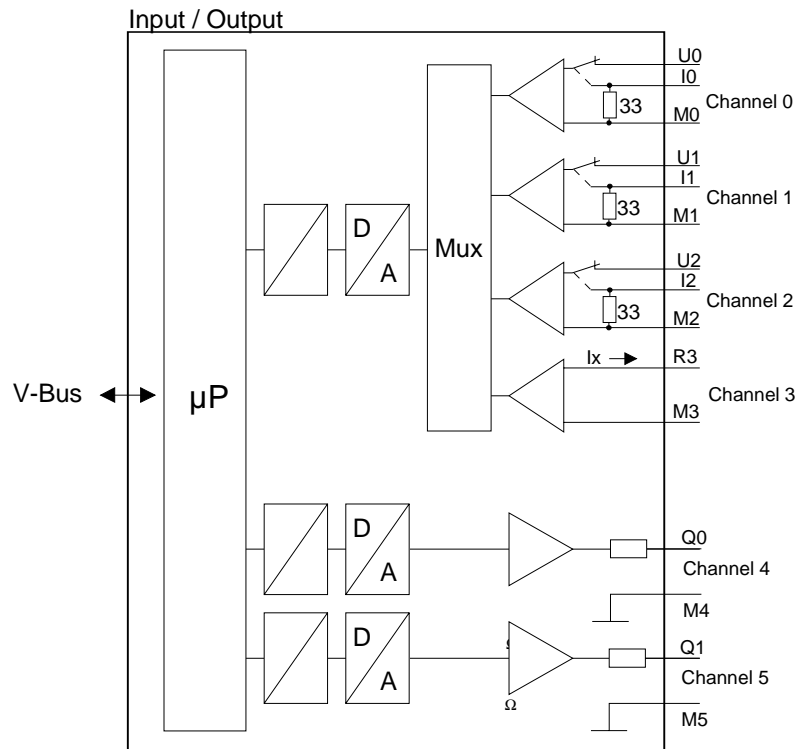 Input / Output
U0
I0
33
Channel 0
M0
U1
I1
33
Channel 1
M1
D
A
Mux
U2
I2
33
Channel 2
M2
Ix
R3
V-Bus
µP
Channel 3
M3
D
A
Q0
Channel 4
M4
D
A
Q1
Channel 5
Ω
M5